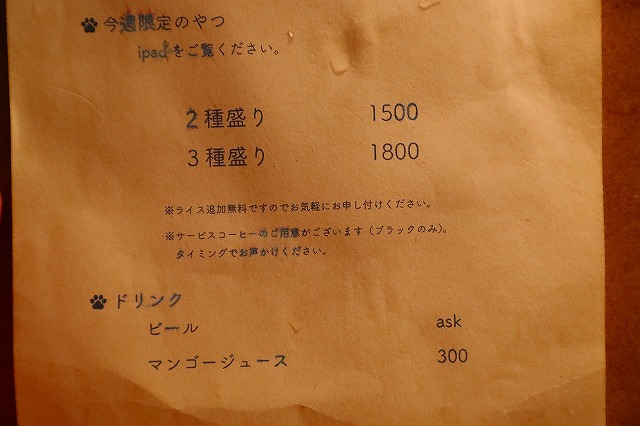 今週限定のやつ
ipadをご覧ください。
2種盛り 1500
3種盛り 1800
※ライス追加無料ですのでお気軽にお申し付けください。
※サービスコーヒーのご用意がございます（ブラックのみ）。
タイミングでお声かけください。
ドリンク
ビール ask
マンゴージュース 300